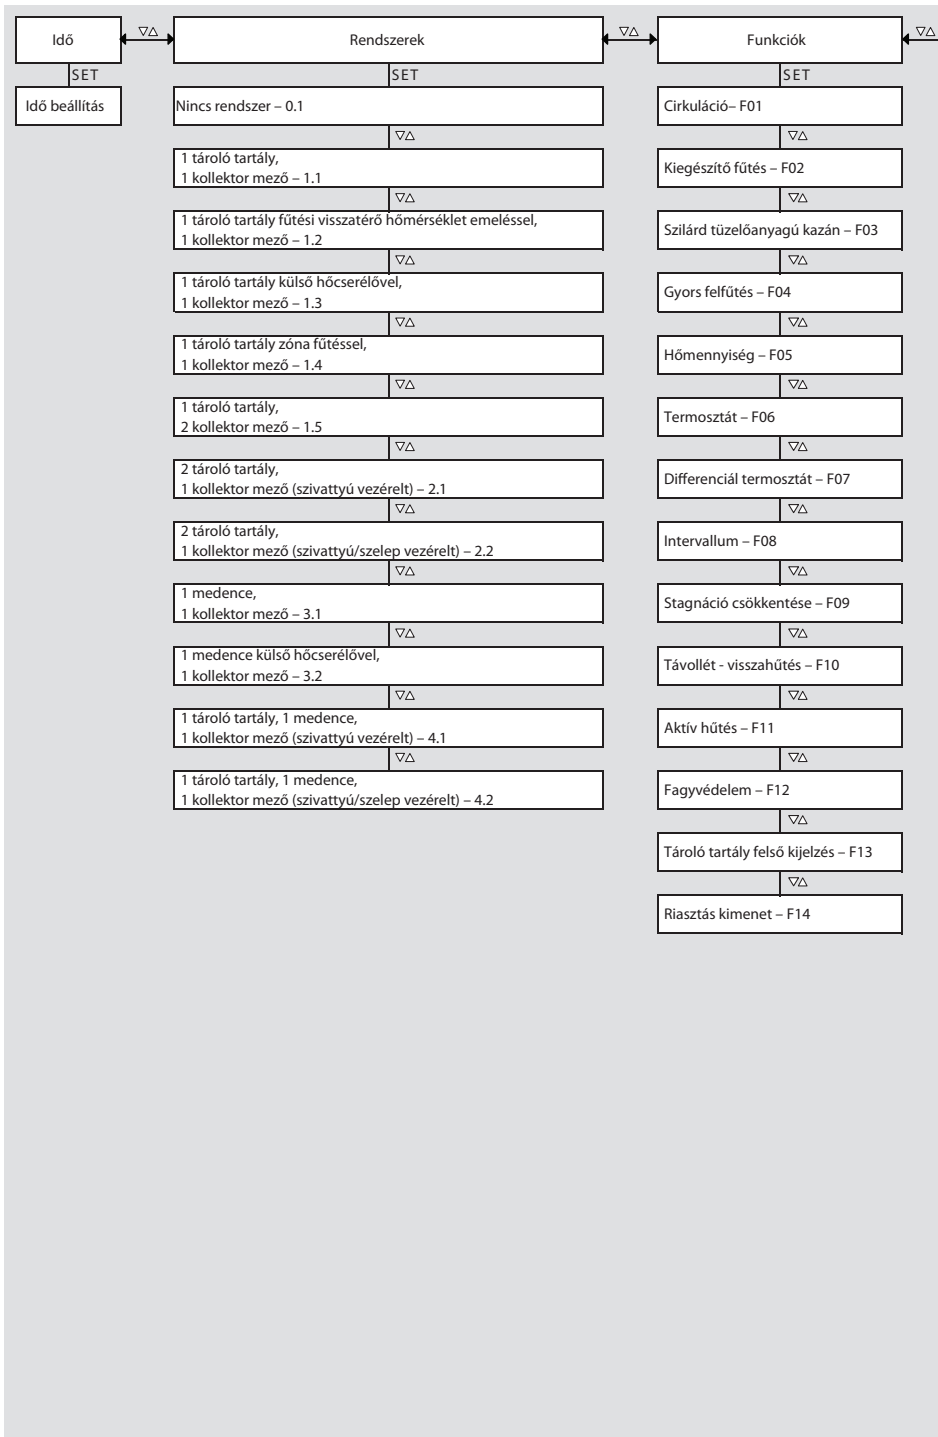 Idő
▽△
Rendszerek
▽△
Funkciók
▽△
SET
SET
SET
Idő beállítás
Nincs rendszer – 0.1
▽△
1 tároló tartály,
1 kollektor mező – 1.1
▽△
1 tároló tartály fűtési visszatérő hőmérséklet emeléssel,
1 kollektor mező – 1.2
▽△
1 tároló tartály külső hőcserélővel,
1 kollektor mező – 1.3
▽△
1 tároló tartály zóna fűtéssel,
1 kollektor mező – 1.4
▽△
1 tároló tartály,
2 kollektor mező – 1.5
▽△
2 tároló tartály,
1 kollektor mező (szivattyú vezérelt) – 2.1
▽△
2 tároló tartály,
1 kollektor mező (szivattyú/szelep vezérelt) – 2.2
▽△
1 medence,
1 kollektor mező – 3.1
▽△
1 medence külső hőcserélővel,
1 kollektor mező – 3.2
▽△
1 tároló tartály, 1 medence,
1 kollektor mező (szivattyú vezérelt) – 4.1
▽△
1 tároló tartály, 1 medence,
1 kollektor mező (szivattyú/szelep vezérelt) – 4.2
Cirkuláció– F01
▽△
Kiegészítő fűtés – F02
▽△
Szilárd tüzelőanyagú kazán – F03
▽△
Gyors felfűtés – F04
▽△
Hőmennyiség – F05
▽△
Termosztát – F06
▽△
Differenciál termosztát – F07
▽△
Intervallum – F08
▽△
Stagnáció csökkentése – F09
▽△
Távollét - visszahűtés – F10
▽△
Aktív hűtés – F11
▽△
Fagyvédelem – F12
▽△
Tároló tartály felső kijelzés – F13
▽△
Riasztás kimenet – F14